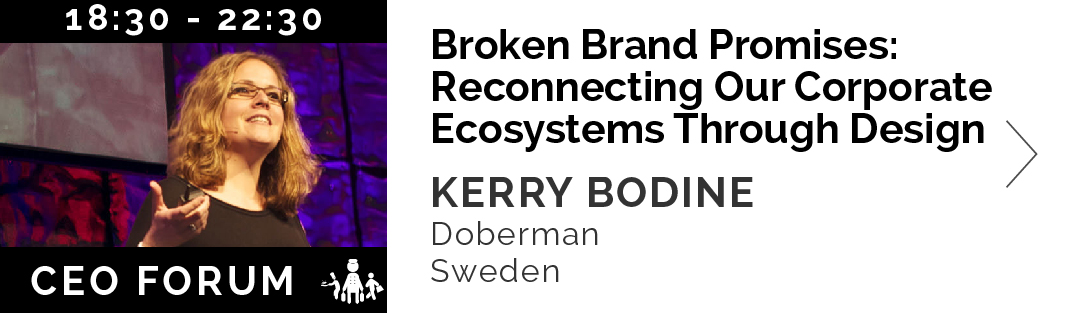 18:30 - 22:30
CEO FORUM
Broken Brand Promises:
Reconnecting Our Corporate
Ecosystems Through Design
KERRY BODINE
Doberman
Sweden